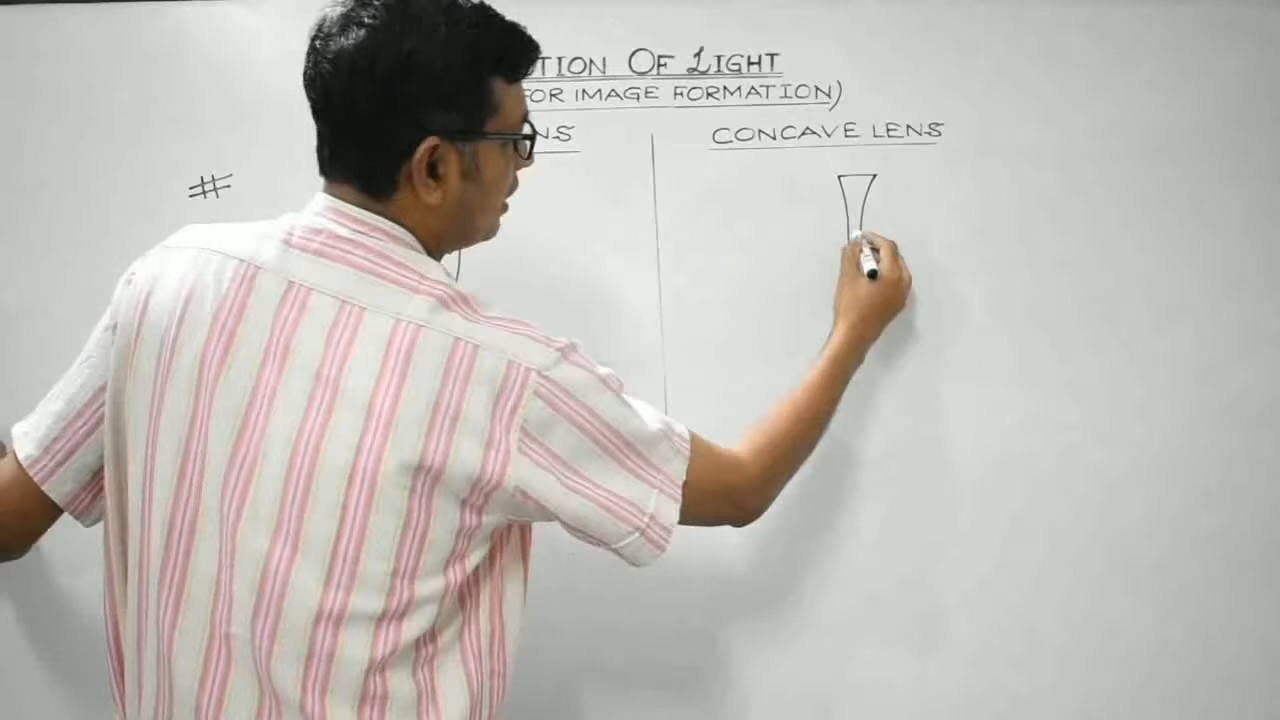 TION OF LIGHT
FOR IMAGE FORMATION)
NS
CONCAVE LENS
#